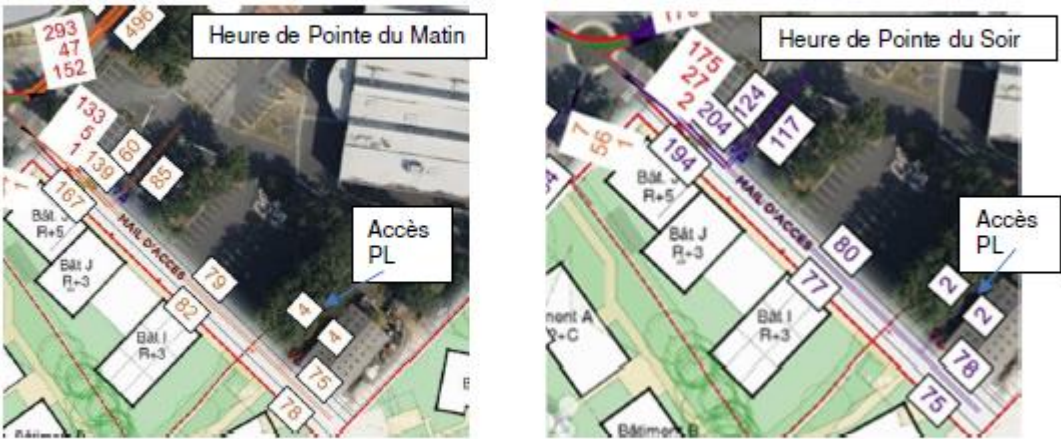 Heure de Pointe du Matin
293
47
152
496
133
5
1
139
60
85
167
1
Bât. J
R+5
MAIL D'ACCES
Bât J
R+3
79
82
Accès
PL
4
4
Bât.I
R+3
75
78
Heure de Pointe du Soir
175
27
2
204
124
117
7
56
1
194
R+5
MAIL D'ACCES
Bât J
R+3
80
77
Accès
PL
2
2
Bât.I
R+3
78
75
Bâtiment B